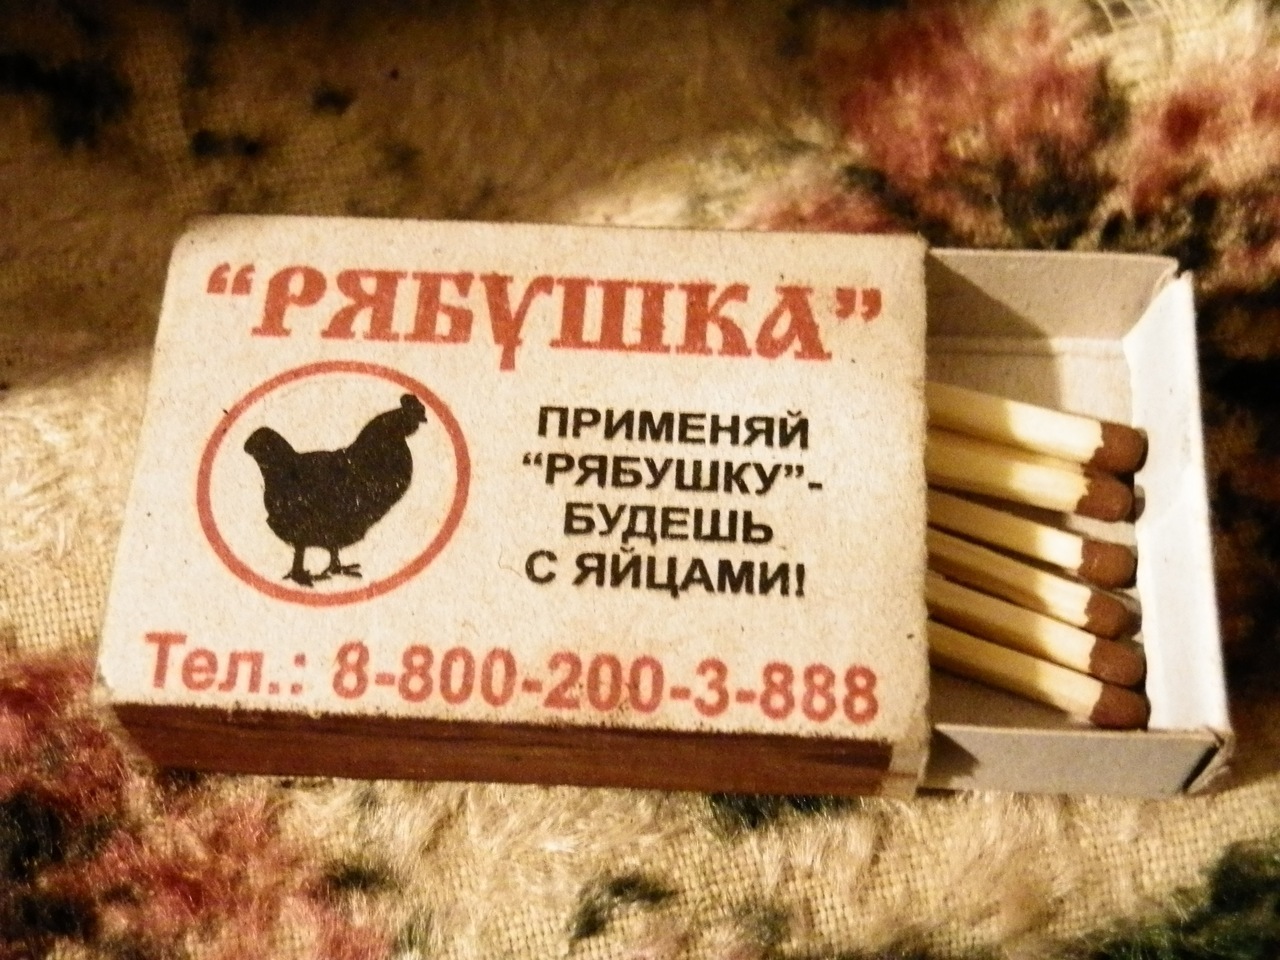 “РЯБУШКА”
ПРИМЕНЯЙ
“РЯБУШКУ”-
БУДЕШЬ
С ЯЙЦАМИ!
Тел.: 8-800-200-3-888